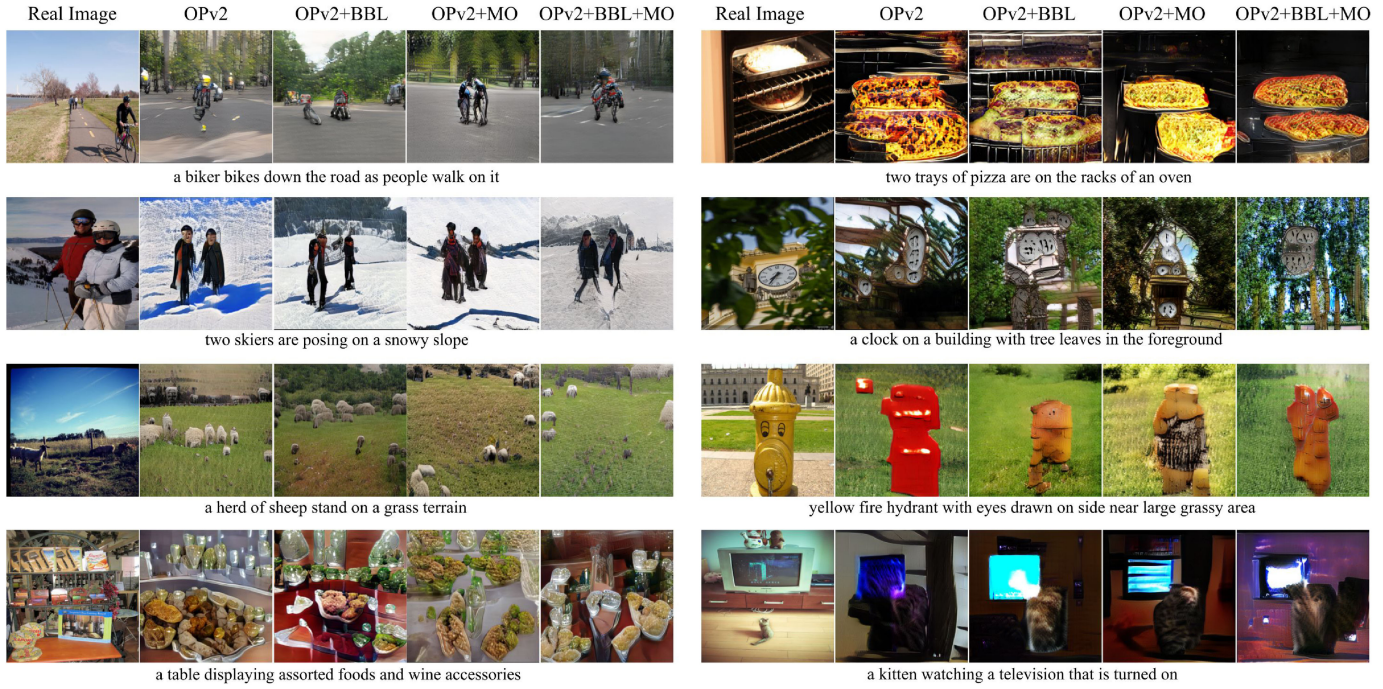 Real Image OPv2 OPv2+BBL OPv2+MO OPv2+BBL+MO
a biker bikes down the road as people walk on it
two skiers are posing on a snowy slope
a herd of sheep stand on a grass terrain
a table displaying assorted foods and wine accessories
Real Image OPv2 OPv2+BBL OPv2+MO OPv2+BBL+MO
two trays of pizza are on the racks of an oven
a clock on a building with tree leaves in the foreground
yellow fire hydrant with eyes drawn on side near large grassy area
a kitten watching a television that is turned on